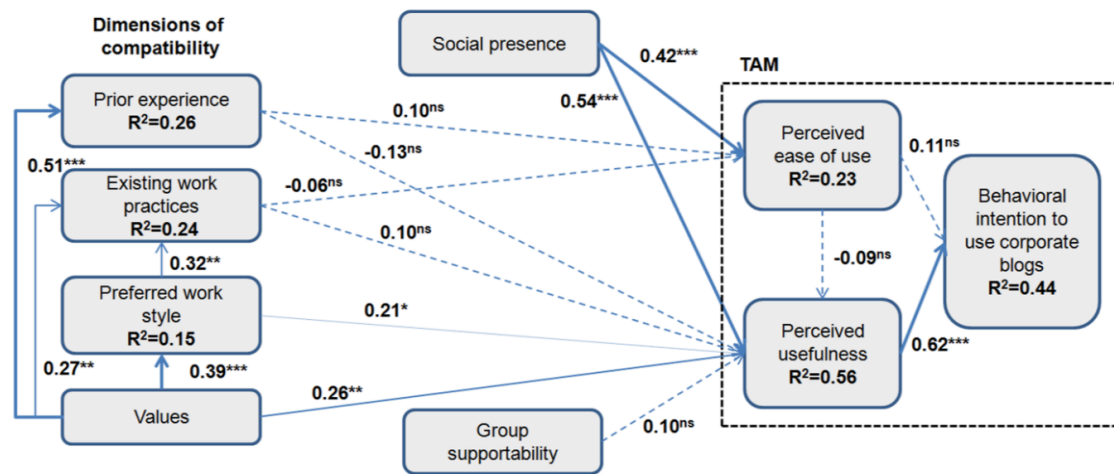 Dimensions of
compatibility
Social presence
TAM
0.42***
0.54***
Prior experience
R²=0.26
0.10ⁿˢ
-0.13ⁿˢ
Perceived
ease of use
R²=0.23
0.11ⁿˢ
0.51***
Existing work
practices
R²=0.24
-0.06ⁿˢ
0.10ⁿˢ
Behavioral
intention to
use corporate
blogs
R²=0.44
0.32**
-0.09ⁿˢ
Preferred work
style
R²=0.15
0.21*
Perceived
usefulness
R²=0.56
0.62***
0.27**
0.39***
0.26**
Values
Group
supportability
0.10ⁿˢ